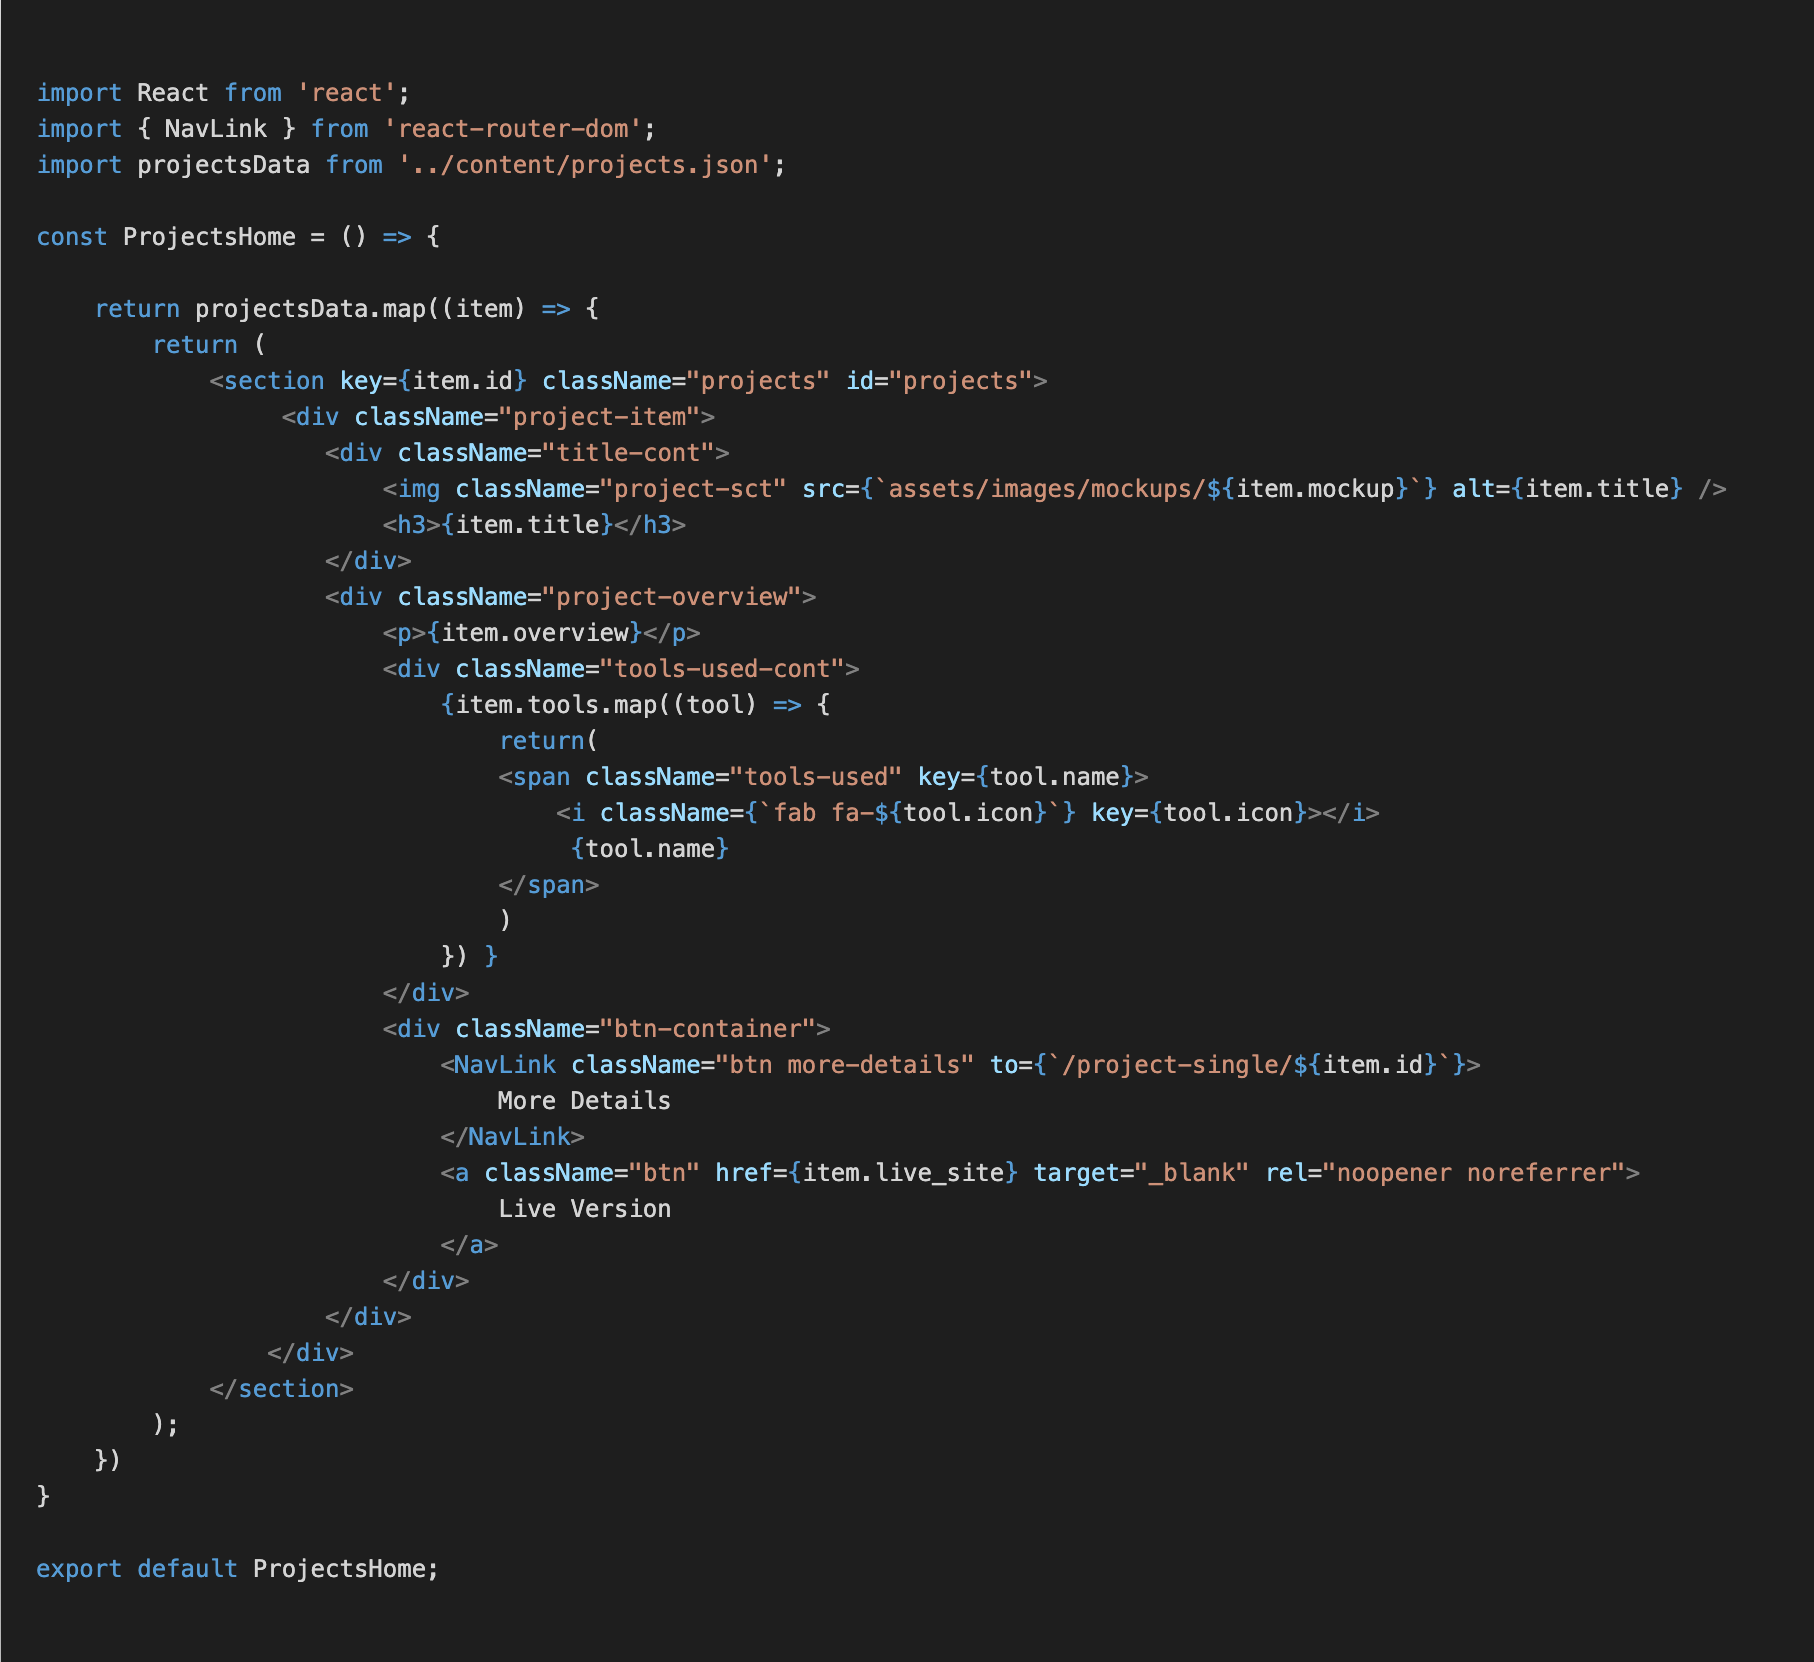 import React from 'react';
import { NavLink } from 'react-router-dom';
import projectsData from '../content/projects.json';

const ProjectsHome = () => {

    return projectsData.map((item) => {
        return (
            <section key={item.id} className="projects" id="projects">
                 <div className="project-item">
                    <div className="title-cont">
                        <img className="project-sct" src={`assets/images/mockups/${item.mockup}`} alt={item.title} />
                        <h3>{item.title}</h3>
                    </div>
                    <div className="project-overview">
                        <p>{item.overview}</p>
                        <div className="tools-used-cont">
                            {item.tools.map((tool) => {
                                return(
                                <span className="tools-used" key={tool.name}>
                                    <i className={`fab fa-${tool.icon}`} key={tool.icon}></i>
                                     {tool.name}
                                </span>
                                )
                            }) }
                        </div>
                        <div className="btn-container">
                            <NavLink className="btn more-details" to={`/project-single/${item.id}`}>
                                More Details
                            </NavLink>
                            <a className="btn" href={item.live_site} target="_blank" rel="noopener noreferrer">
                                Live Version
                            </a>
                        </div>
                    </div>
                </div>
            </section>
        );
    })
}

export default ProjectsHome;